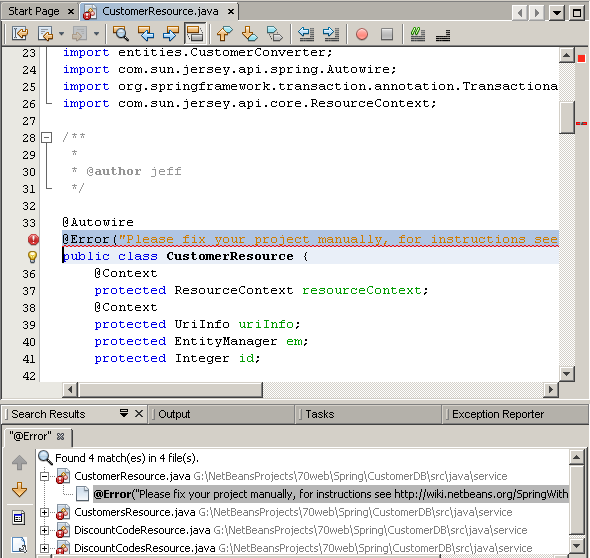 Start Page
CustomerResource.java
23 import entities.CustomerConverter;
24 import com.sun.jersey.api.spring.Autowire;
25 import org.springframework.transaction.annotation.Transactiona
26 import com.sun.jersey.api.core.ResourceContext;
27
28 /**
29 *
30 * @author jeff
31 */
32
33 @Autowire
@Error("Please fix your project manually, for instructions see
public class CustomerResource {
36 @Context
37 protected ResourceContext resourceContext;
38 @Context
39 protected UriInfo uriInfo;
40 protected EntityManager em;
41 protected Integer id;
42
Search Results
Output
Tasks
Exception Reporter
"@Error"
Found 4 match(es) in 4 file(s).
CustomerResource.java G:\NetBeansProjects\70web\Spring\CustomerDB\src\java\service
@Error("Please fix your project manually, for instructions see http://wiki.netbeans.org/SpringWith
CustomersResource.java G:\NetBeansProjects\70web\Spring\CustomerDB\src\java\service
DiscountCodeResource.java G:\NetBeansProjects\70web\Spring\CustomerDB\src\java\service
DiscountCodesResource.java G:\NetBeansProjects\70web\Spring\CustomerDB\src\java\service